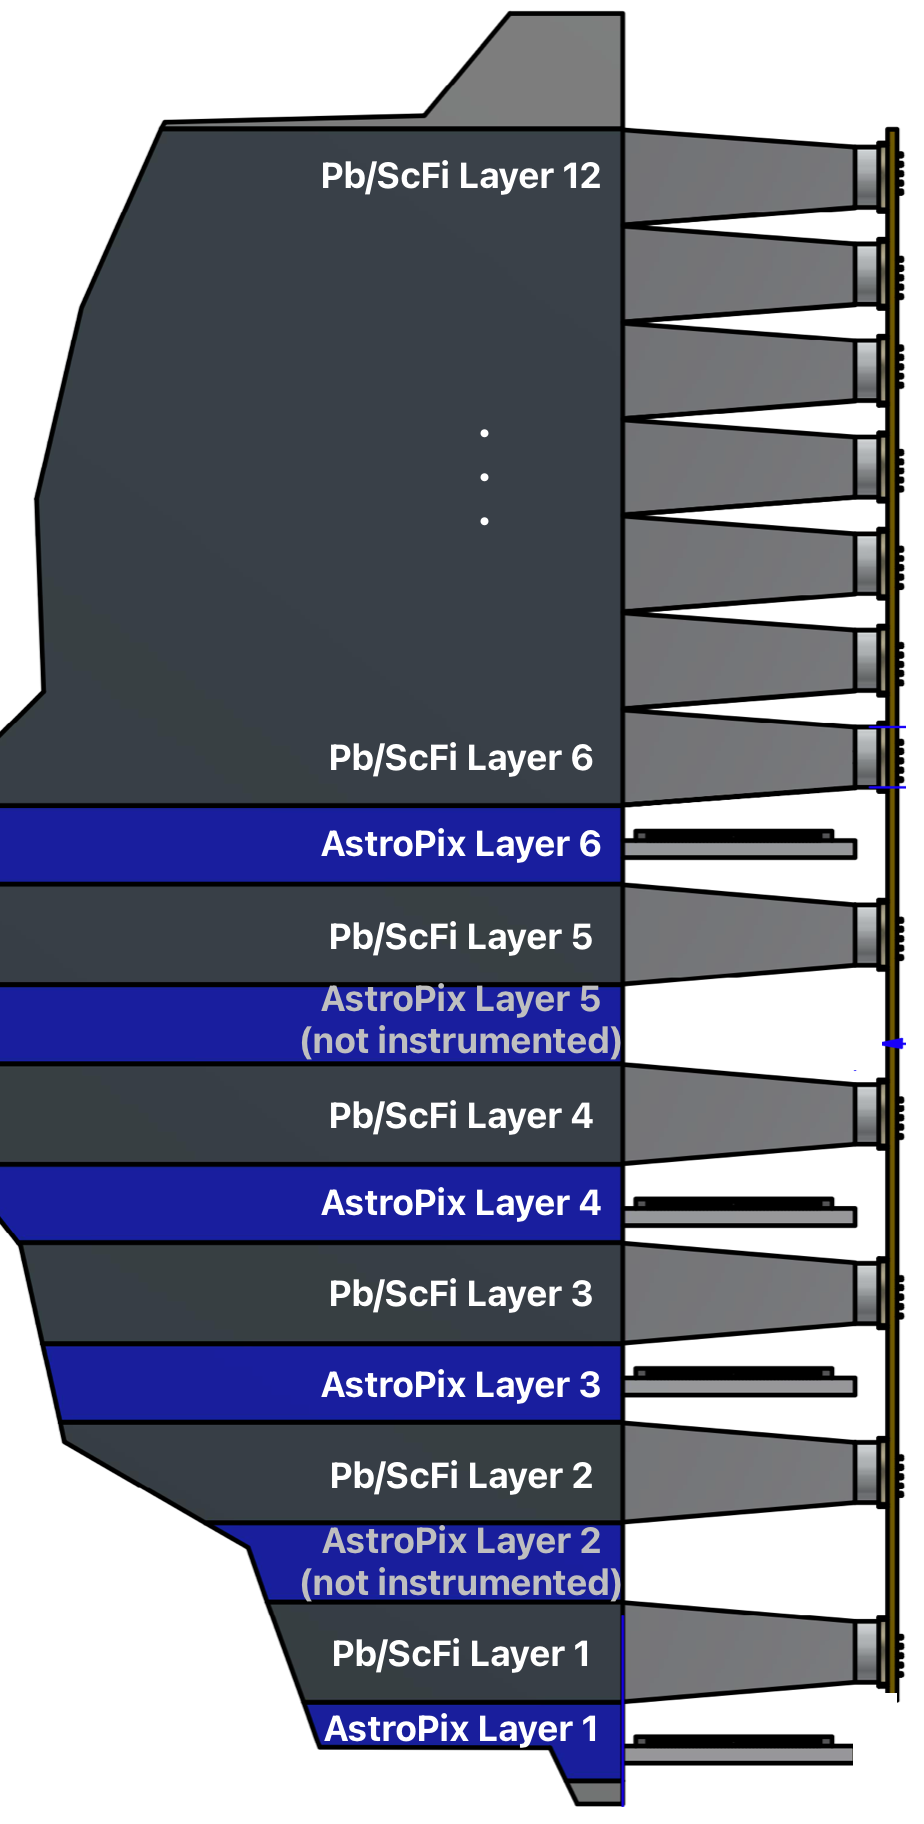 Pb/ScFi Layer 12
Pb/ScFi Layer 6
AstroPix Layer 6
Pb/ScFi Layer 5
AstroPix Layer 5
(not instrumented)
Pb/ScFi Layer 4
AstroPix Layer 4
Pb/ScFi Layer 3
AstroPix Layer 3
Pb/ScFi Layer 2
AstroPix Layer 2
(not instrumented)
Pb/ScFi Layer 1
AstroPix Layer 1